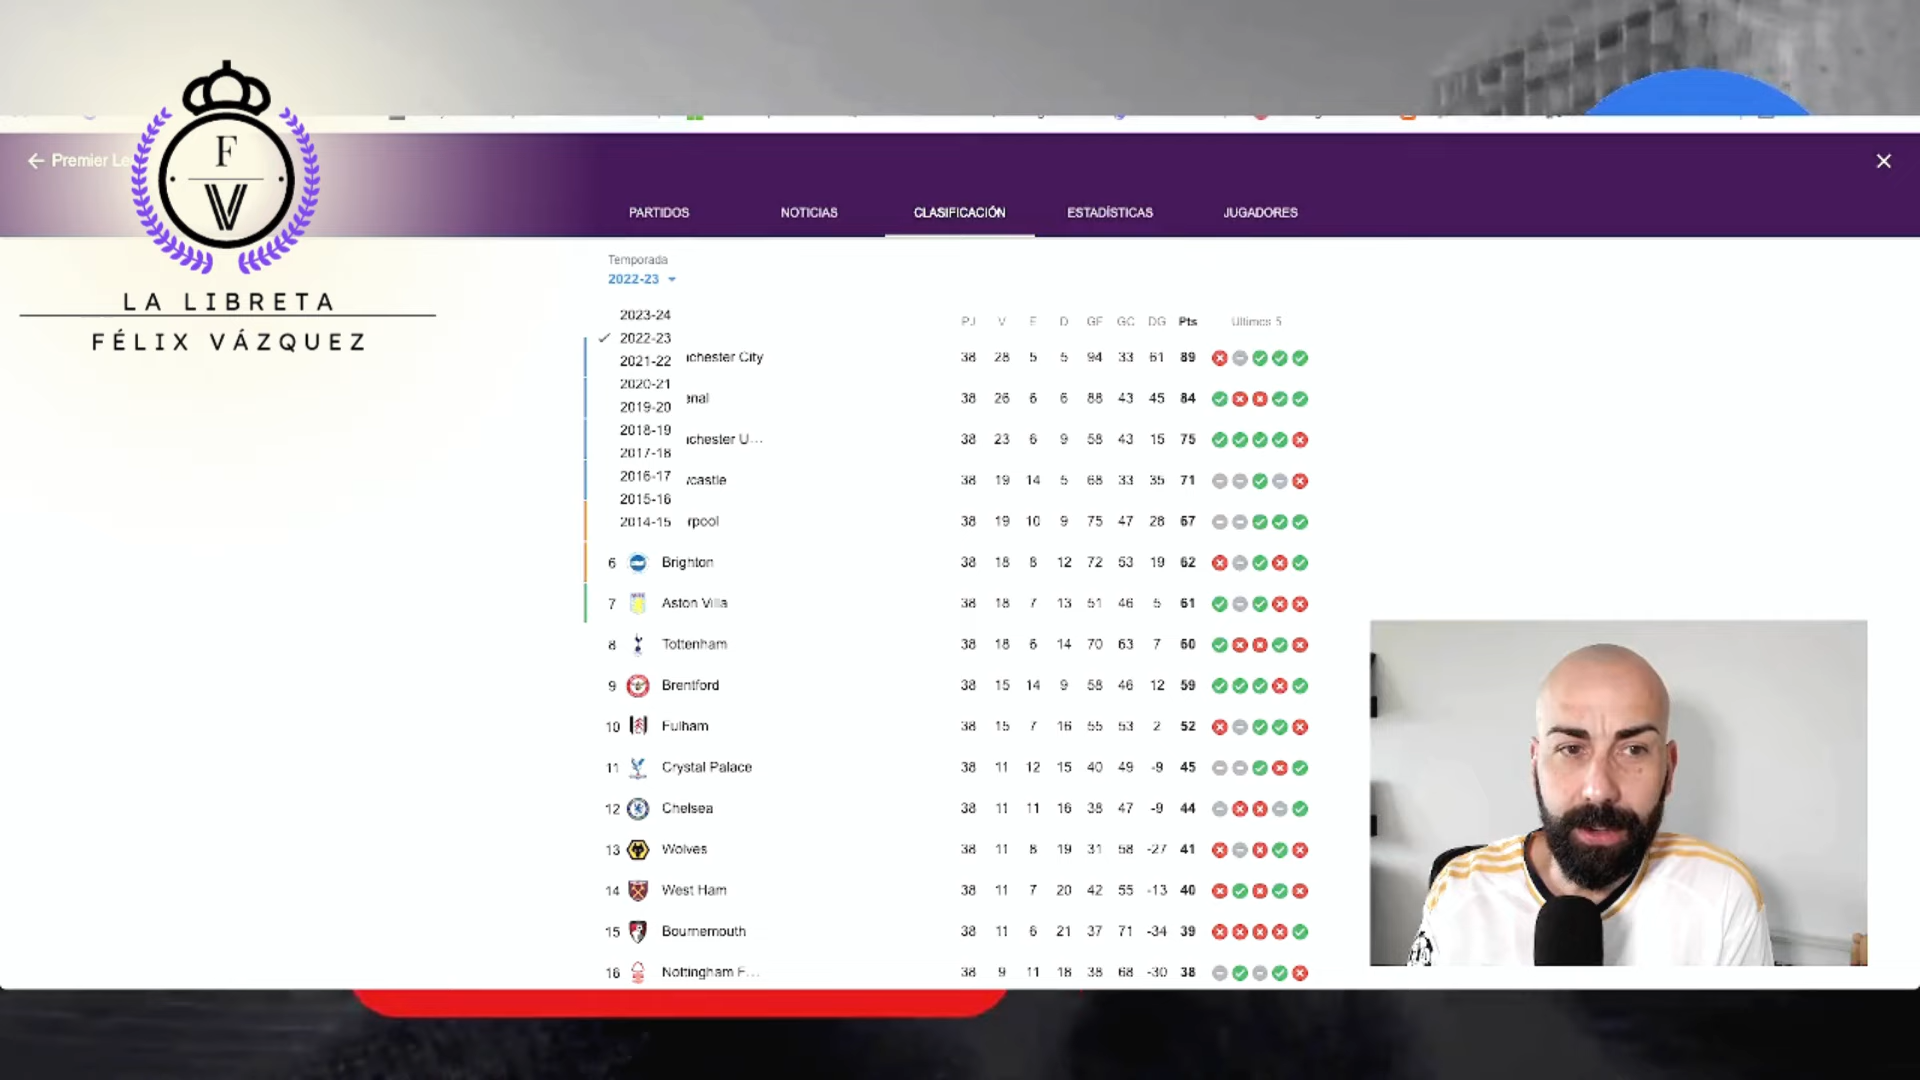 F
V
LA LIBRETA
FÉLIX VÁZQUEZ
← Premier Le
PARTIDOS NOTICIAS CLASIFICACIÓN ESTADÍSTICAS JUGADORES
Temporada
2022-23
2023-24
2022-23
2021-22
2020-21
2019-20
2018-19
2017-18
2016-17
2015-16
2014-15
PJ V E D GF GC DG Pts Últimos 5
chester City 38 28 5 5 94 33 61 89
nal 38 26 6 6 88 43 45 84
chester U... 38 23 6 9 58 43 15 75
castle 38 19 14 5 68 33 35 71
rpool 38 19 10 9 75 47 28 67
6 Brighton 38 18 8 12 72 53 19 62
7 Aston Villa 38 18 7 13 51 46 5 61
8 Tottenham 38 18 6 14 70 63 7 60
9 Brentford 38 15 14 9 58 46 12 59
10 Fulham 38 15 7 16 55 53 2 52
11 Crystal Palace 38 11 12 15 40 49 -9 45
12 Chelsea 38 11 11 16 38 47 -9 44
13 Wolves 38 11 8 19 31 58 -27 41
14 West Ham 38 11 7 20 42 55 -13 40
15 Bournemouth 38 11 6 21 37 71 -34 39
16 Nottingham F... 38 9 11 18 38 68 -30 38